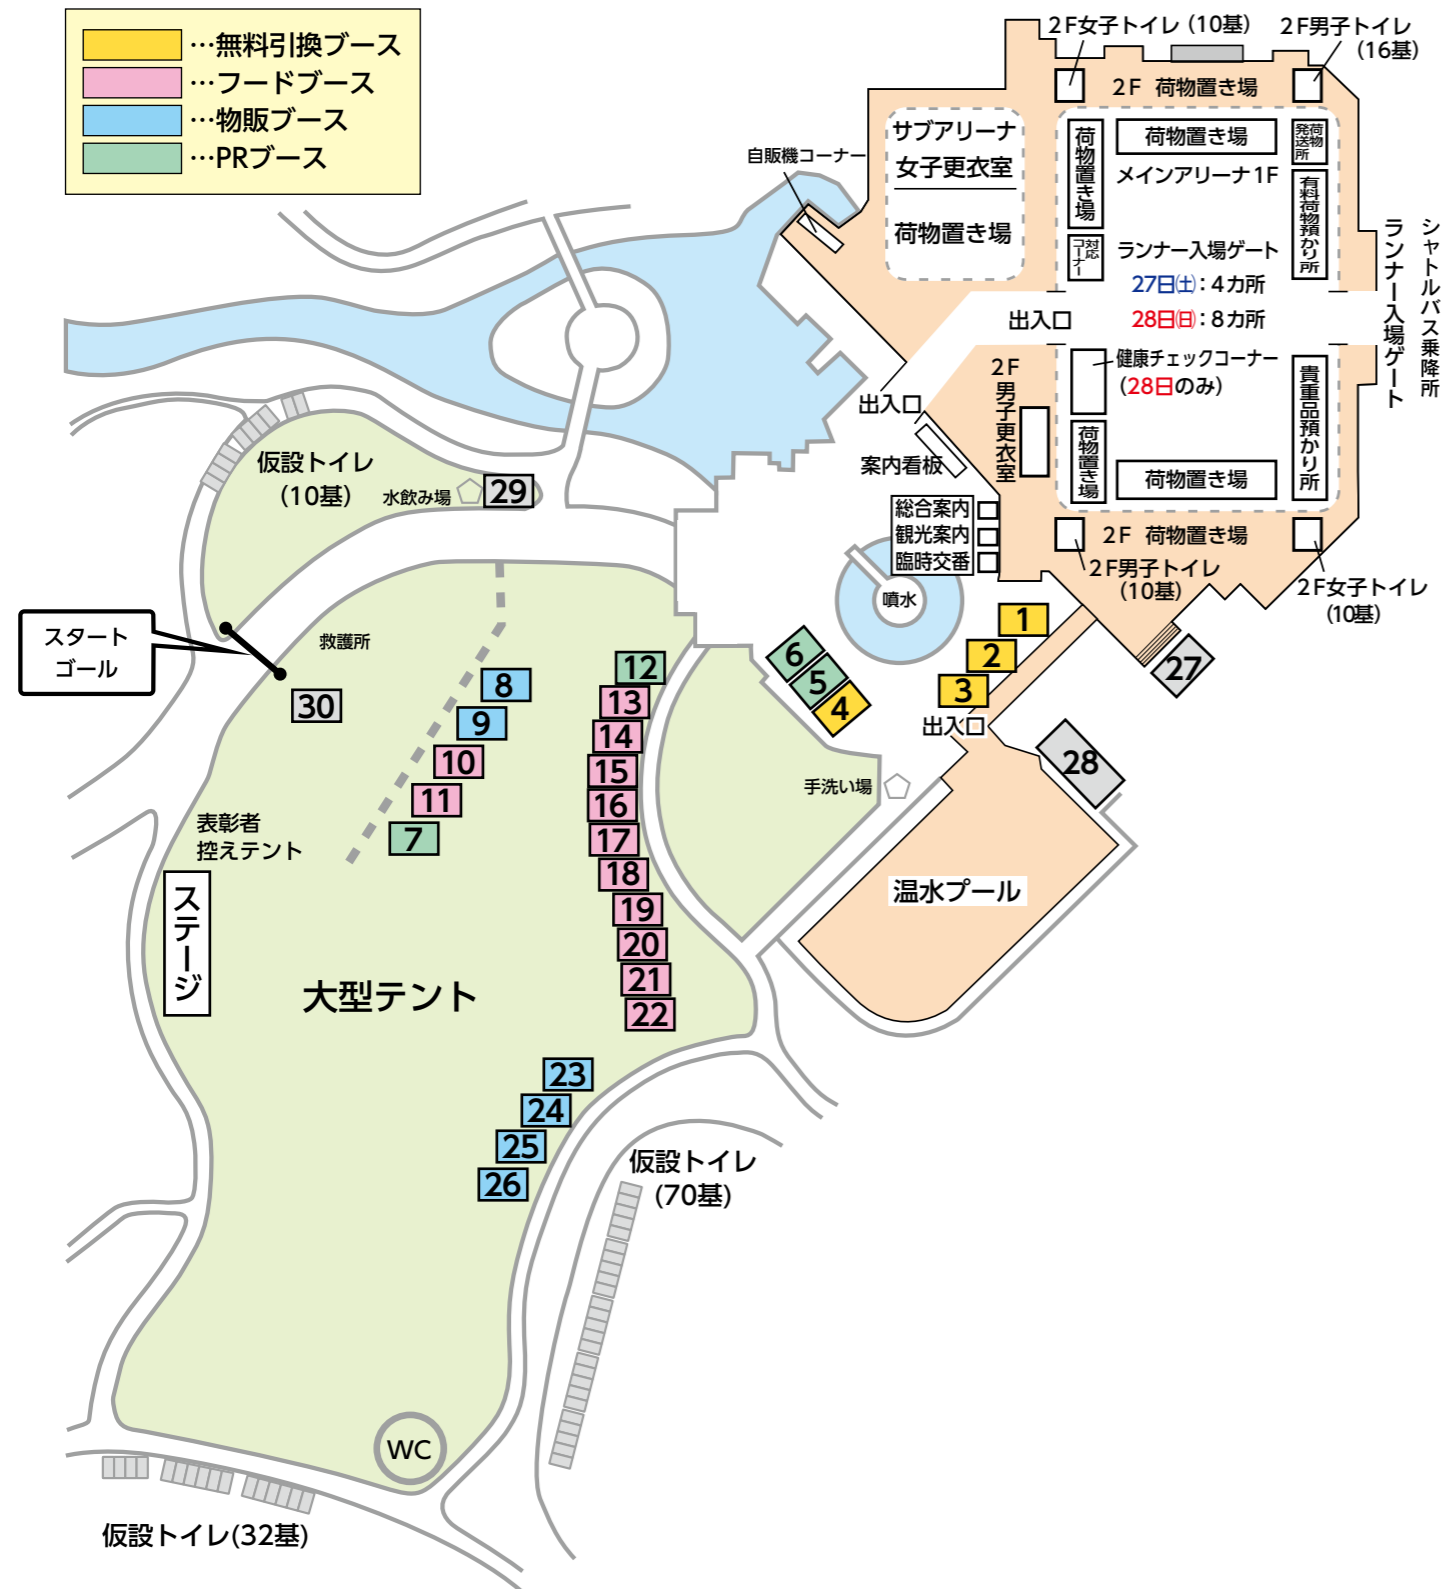 …無料引換ブース
…フードブース
…物販ブース
…PRブース
2F女子トイレ(10基)
2F男子トイレ
(16基)
2F 荷物置き場
サブアリーナ
女子更衣室
荷物置き場
自販機コーナー
荷物置き場
荷物置き場
荷物
発送所
メインアリーナ1F
有料荷物預かり所
対応
コーナー
ランナー入場ゲート
27日(土):4カ所
28日(日):8カ所
出入口
シャトルバス乗降所
ランナー入場ゲート
健康チェックコーナー
(28日のみ)
2F
男子更衣室
貴重品預かり所
荷物置き場
荷物置き場
出入口
案内看板
総合案内
観光案内
臨時交番
2F 荷物置き場
2F男子トイレ
(10基)
2F女子トイレ
(10基)
仮設トイレ
(10基)
水飲み場
29
噴水
スタート
ゴール
救護所
30
1
2
3
4
5
6
27
28
出入口
手洗い場
温水プール
8
9
10
11
7
12
13
14
15
16
17
18
19
20
21
22
表彰者
控えテント
ステージ
大型テント
23
24
25
26
仮設トイレ
(70基)
WC
仮設トイレ(32基)